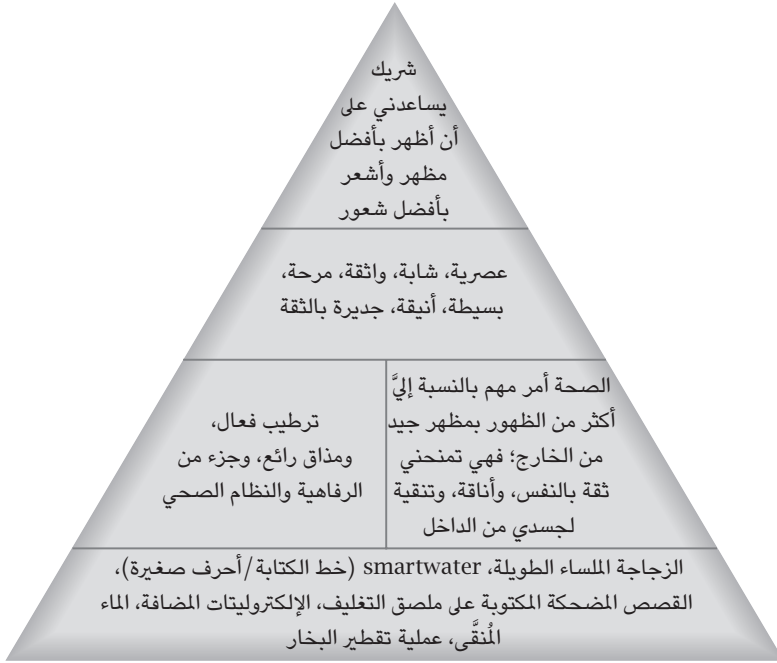 شريك
يساعدني على
أن أظهر بأفضل
مظهر وأشعر
بأفضل شعور
عصرية، شابة، واثقة، مرحة،
بسيطة، أنيقة، جديرة بالثقة
الصحة أمر مهم بالنسبة إليَّ
أكثر من الظهور بمظهر جيد
من الخارج؛ فهي تمنحني
ثقة بالنفس، وأناقة، وتنقية
لجسدي من الداخل
ترطيب فعال،
ومذاق رائع، وجزء من
الرفاهية والنظام الصحي
الزجاجة الملساء الطويلة، smartwater (خط الكتابة/أحرف صغيرة)،
القصص المضحكة المكتوبة على ملصق التغليف، الإلكتروليتات المضافة، الماء
المُنقَّى، عملية تقطير البخار